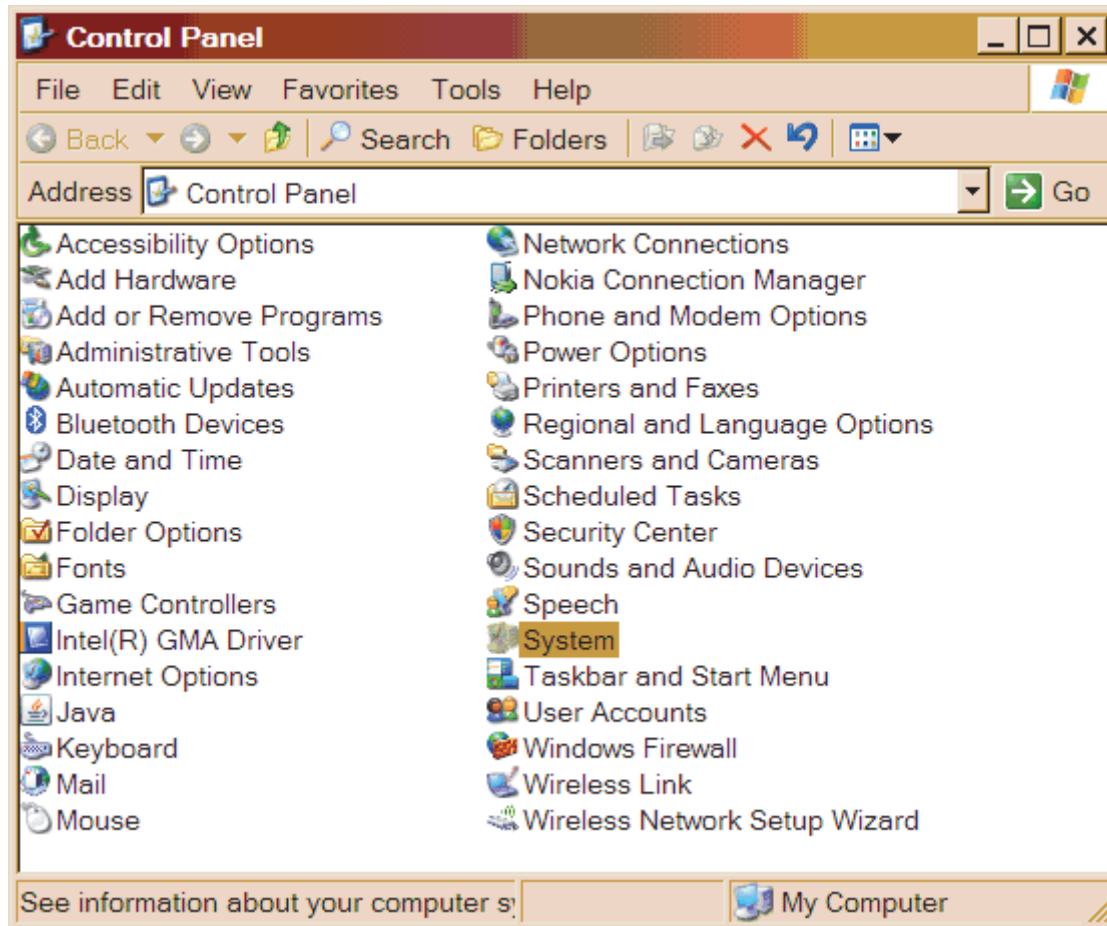 Control Panel
File Edit View Favorites Tools Help
Back Search Folders
Address Control Panel Go
Accessibility Options
Add Hardware
Add or Remove Programs
Administrative Tools
Automatic Updates
Bluetooth Devices
Date and Time
Display
Folder Options
Fonts
Game Controllers
Intel(R) GMA Driver
Internet Options
Java
Keyboard
Mail
Mouse
Network Connections
Nokia Connection Manager
Phone and Modem Options
Power Options
Printers and Faxes
Regional and Language Options
Scanners and Cameras
Scheduled Tasks
Security Center
Sounds and Audio Devices
Speech
System
Taskbar and Start Menu
User Accounts
Windows Firewall
Wireless Link
Wireless Network Setup Wizard
See information about your computer sy My Computer